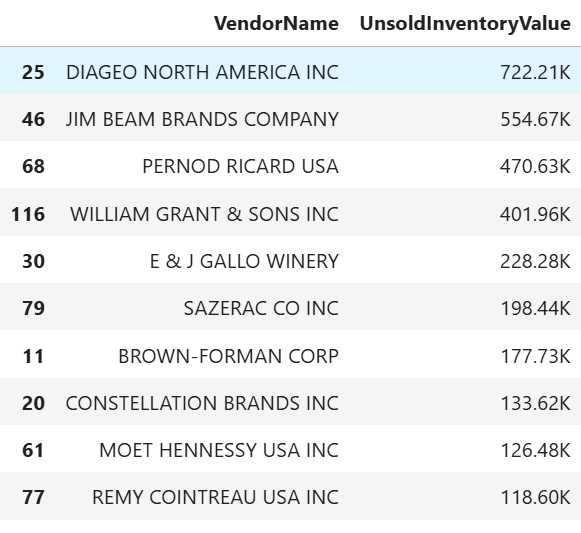 VendorName UnsoldInventoryValue
25 DIAGEO NORTH AMERICA INC 722.21K
46 JIM BEAM BRANDS COMPANY 554.67K
68 PERNOD RICARD USA 470.63K
116 WILLIAM GRANT & SONS INC 401.96K
30 E & J GALLO WINERY 228.28K
79 SAZERAC CO INC 198.44K
11 BROWN-FORMAN CORP 177.73K
20 CONSTELLATION BRANDS INC 133.62K
61 MOET HENNESSY USA INC 126.48K
77 REMY COINTREAU USA INC 118.60K